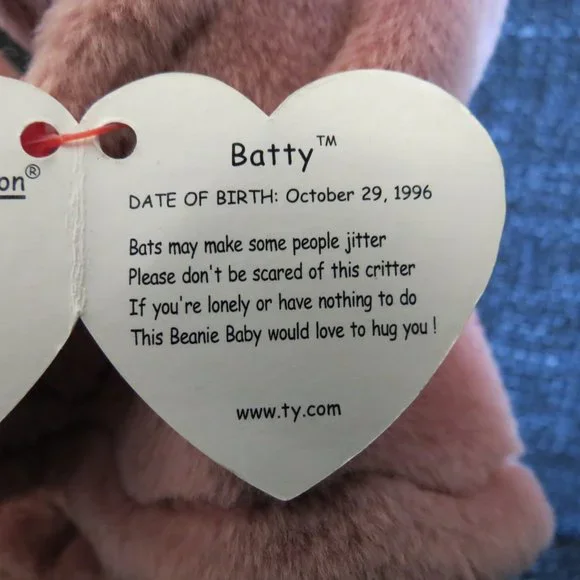 on®
Batty™
DATE OF BIRTH: October 29, 1996
Bats may make some people jitter
Please don't be scared of this critter
If you're lonely or have nothing to do
This Beanie Baby would love to hug you !
www.ty.com